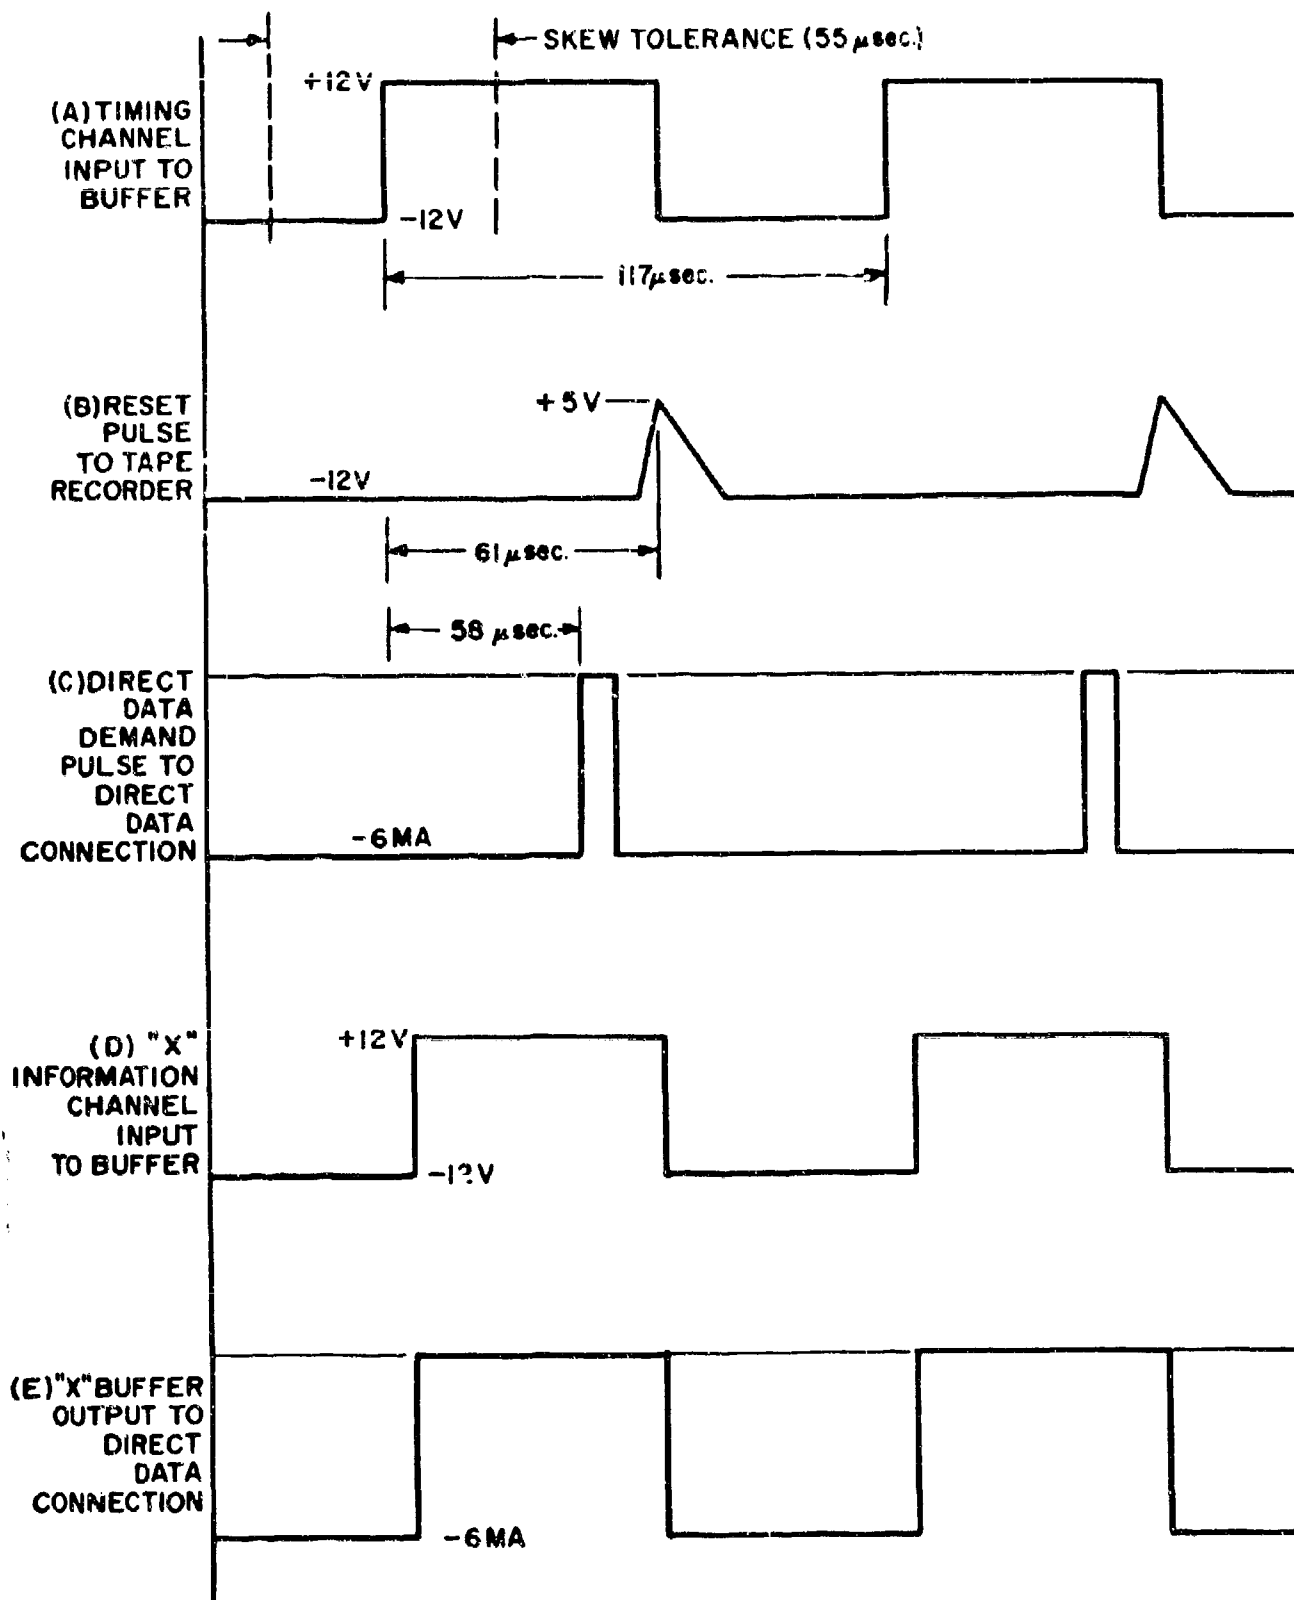 SKEW TOLERANCE (55 μsec.)
+12V
(A) TIMING
CHANNEL
INPUT TO
BUFFER
-12V
117μsec.
(B) RESET
PULSE
TO TAPE
RECORDER
+5V
-12V
61 μsec.
58 μsec.
(C) DIRECT
DATA
DEMAND
PULSE TO
DIRECT
DATA
CONNECTION
-6MA
(D) "X"
INFORMATION
CHANNEL
INPUT
TO BUFFER
+12V
-12V
(E) "X" BUFFER
OUTPUT TO
DIRECT
DATA
CONNECTION
-6MA